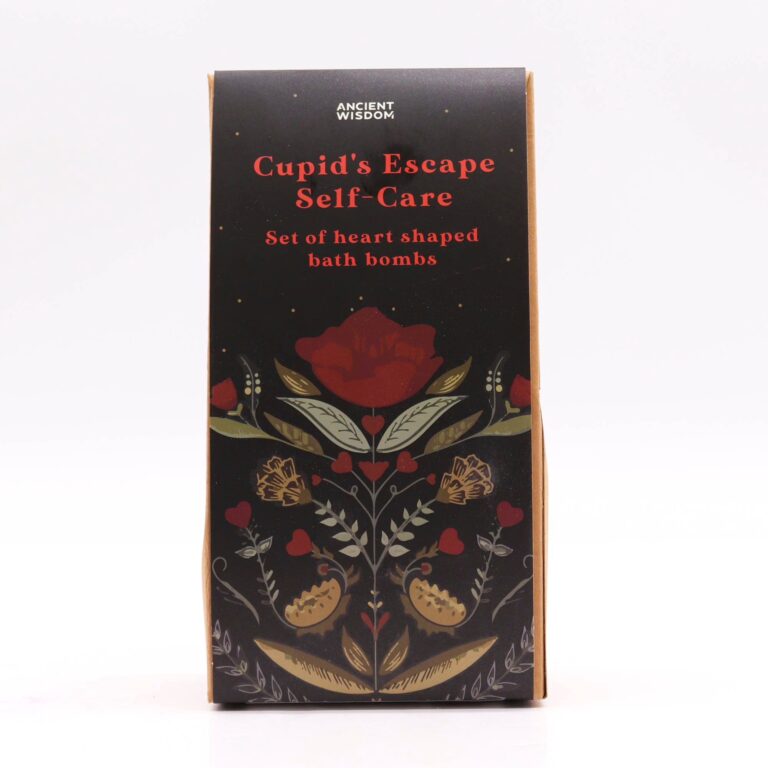 ANCIENT
WISDOM
Cupid's Escape
Self-Care
Set of heart shaped
bath bombs